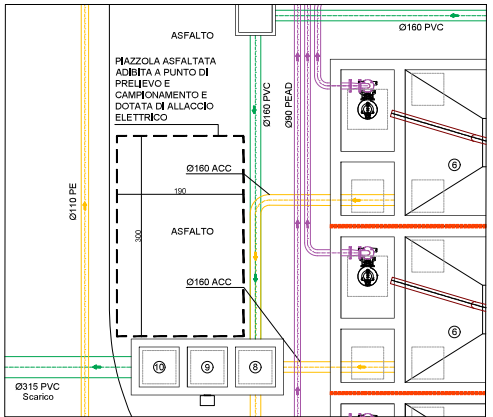 ASFALTO
Ø160 PVC
PIAZZOLA ASFALTATA
ADIBITA A PUNTO DI
PRELIEVO E
CAMPIONAMENTO E
DOTATA DI ALLACCIO
ELETTRICO
Ø160 PVC
Ø90 PEAD
Ø110 PE
Ø160 ACC
190
300
ASFALTO
Ø160 ACC
6
6
10
9
8
Ø315 PVC
Scarico